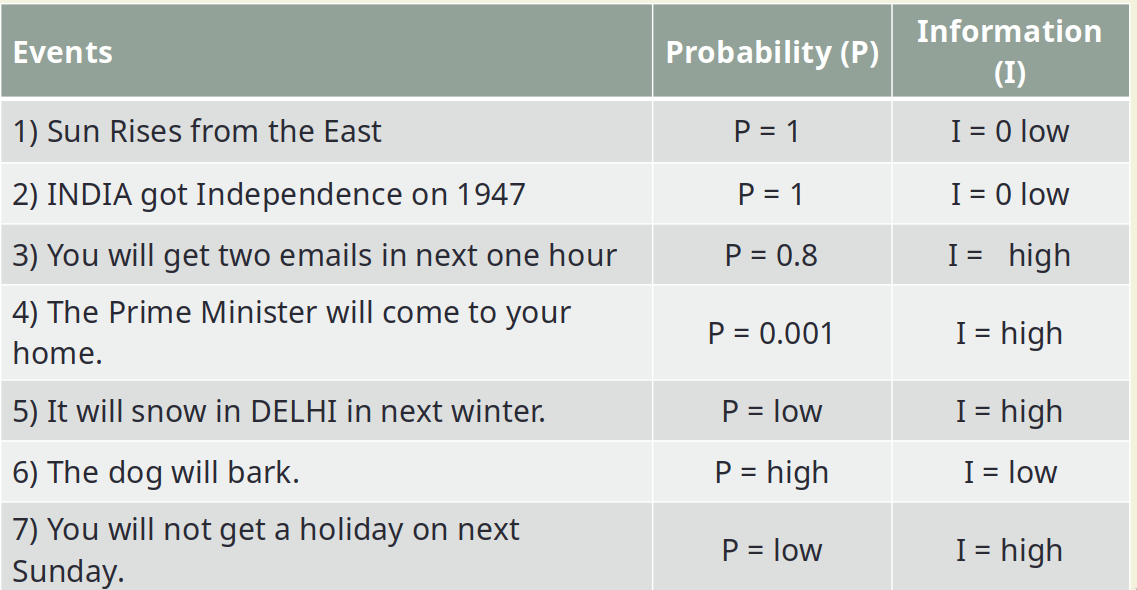 Events Probability (P) Information
(I)
1) Sun Rises from the East P = 1 I = 0 low
2) INDIA got Independence on 1947 P = 1 I = 0 low
3) You will get two emails in next one hour P = 0.8 I = high
4) The Prime Minister will come to your
home. P = 0.001 I = high
5) It will snow in DELHI in next winter. P = low I = high
6) The dog will bark. P = high I = low
7) You will not get a holiday on next
Sunday. P = low I = high